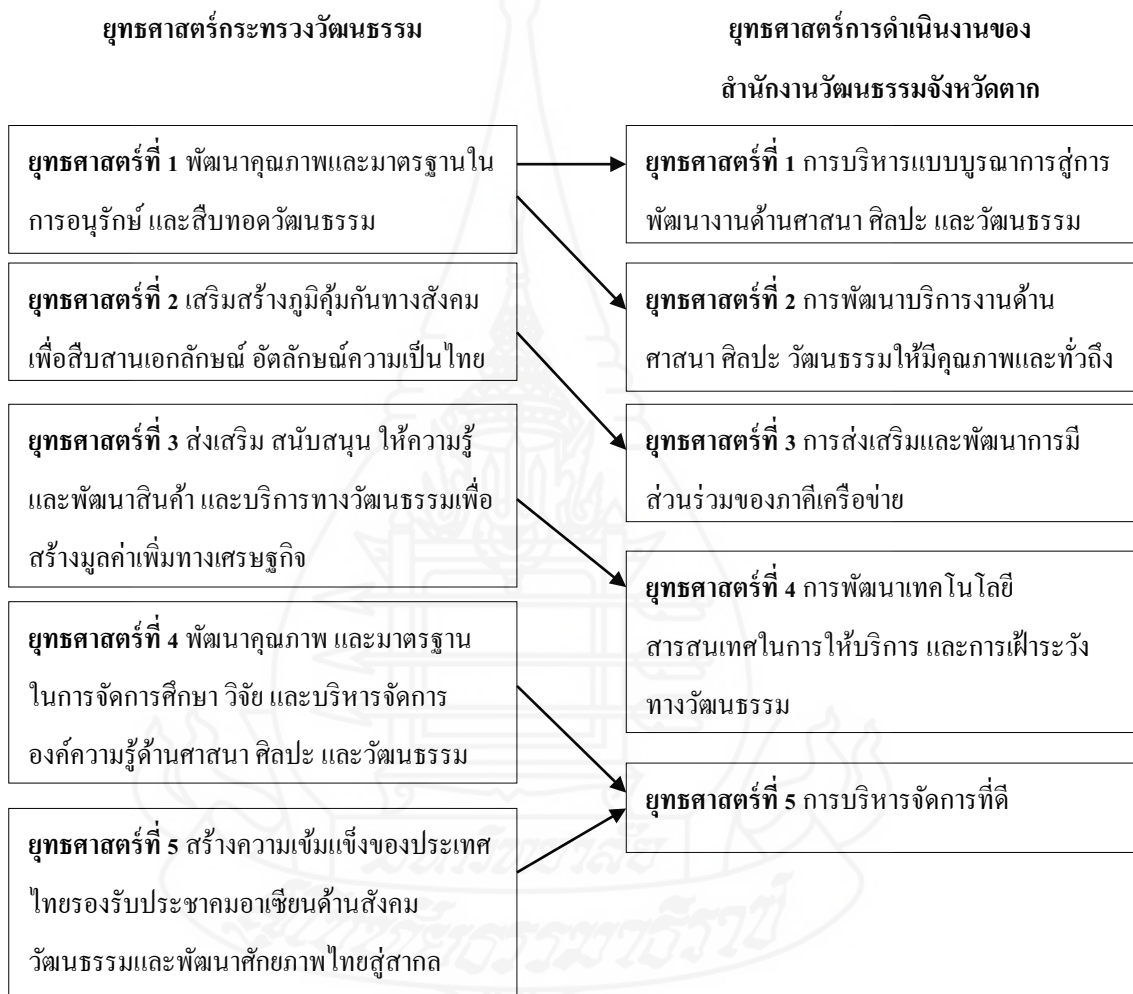 ยุทธศาสตร์กระทรวงวัฒนธรรม
ยุทธศาสตร์การดำเนินงานของ
สำนักงานวัฒนธรรมจังหวัดตาก
ยุทธศาสตร์ที่ 1 พัฒนาคุณภาพและมาตรฐานใน
การอนุรักษ์ และสืบทอดวัฒนธรรม
ยุทธศาสตร์ที่ 2 เสริมสร้างภูมิคุ้มกันทางสังคม
เพื่อสืบสานเอกลักษณ์ อัตลักษณ์ความเป็นไทย
ยุทธศาสตร์ที่ 3 ส่งเสริม สนับสนุน ให้ความรู้
และพัฒนาสินค้า และบริการทางวัฒนธรรมเพื่อ
สร้างมูลค่าเพิ่มทางเศรษฐกิจ
ยุทธศาสตร์ที่ 4 พัฒนาคุณภาพ และมาตรฐาน
ในการจัดการศึกษา วิจัย และบริหารจัดการ
องค์ความรู้ด้านศาสนา ศิลปะ และวัฒนธรรม
ยุทธศาสตร์ที่ 5 สร้างความเข้มแข็งของประเทศ
ไทยรองรับประชาคมอาเซียนด้านสังคม
วัฒนธรรมและพัฒนาศักยภาพไทยสู่สากล
ยุทธศาสตร์ที่ 1 การบริหารแบบบูรณาการสู่การ
พัฒนางานด้านศาสนา ศิลปะ และวัฒนธรรม
ยุทธศาสตร์ที่ 2 การพัฒนาบริการงานด้าน
ศาสนา ศิลปะ วัฒนธรรมให้มีคุณภาพและทั่วถึง
ยุทธศาสตร์ที่ 3 การส่งเสริมและพัฒนาการมี
ส่วนร่วมของภาคีเครือข่าย
ยุทธศาสตร์ที่ 4 การพัฒนาเทคโนโลยี
สารสนเทศในการให้บริการ และการเฝ้าระวัง
ทางวัฒนธรรม
ยุทธศาสตร์ที่ 5 การบริหารจัดการที่ดี
มหาวิทยาลัย
สุโขทัยธรรมาธิราช